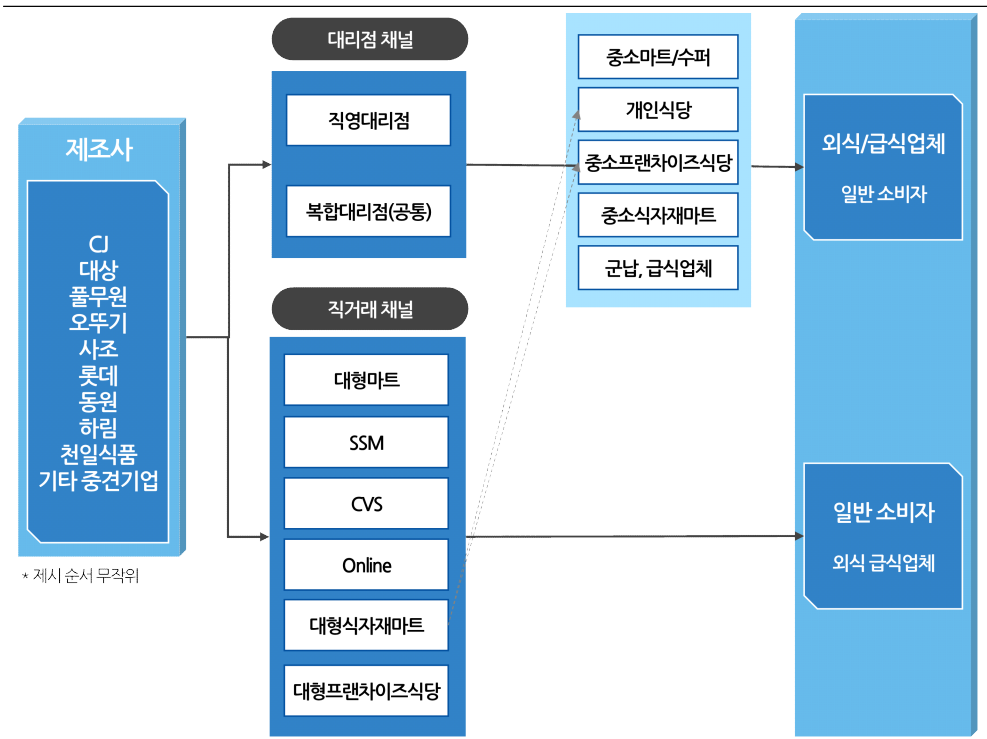 제조사
CJ
대상
풀무원
오뚜기
사조
롯데
동원
하림
천일식품
기타 중견기업
* 제시 순서 무작위
대리점 채널
직영대리점
복합대리점(공통)
직거래 채널
대형마트
SSM
CVS
Online
대형식자재마트
대형프랜차이즈식당
중소마트/수퍼
개인식당
중소프랜차이즈식당
중소식자재마트
군납, 급식업체
외식/급식업체
일반 소비자
일반 소비자
외식 급식업체